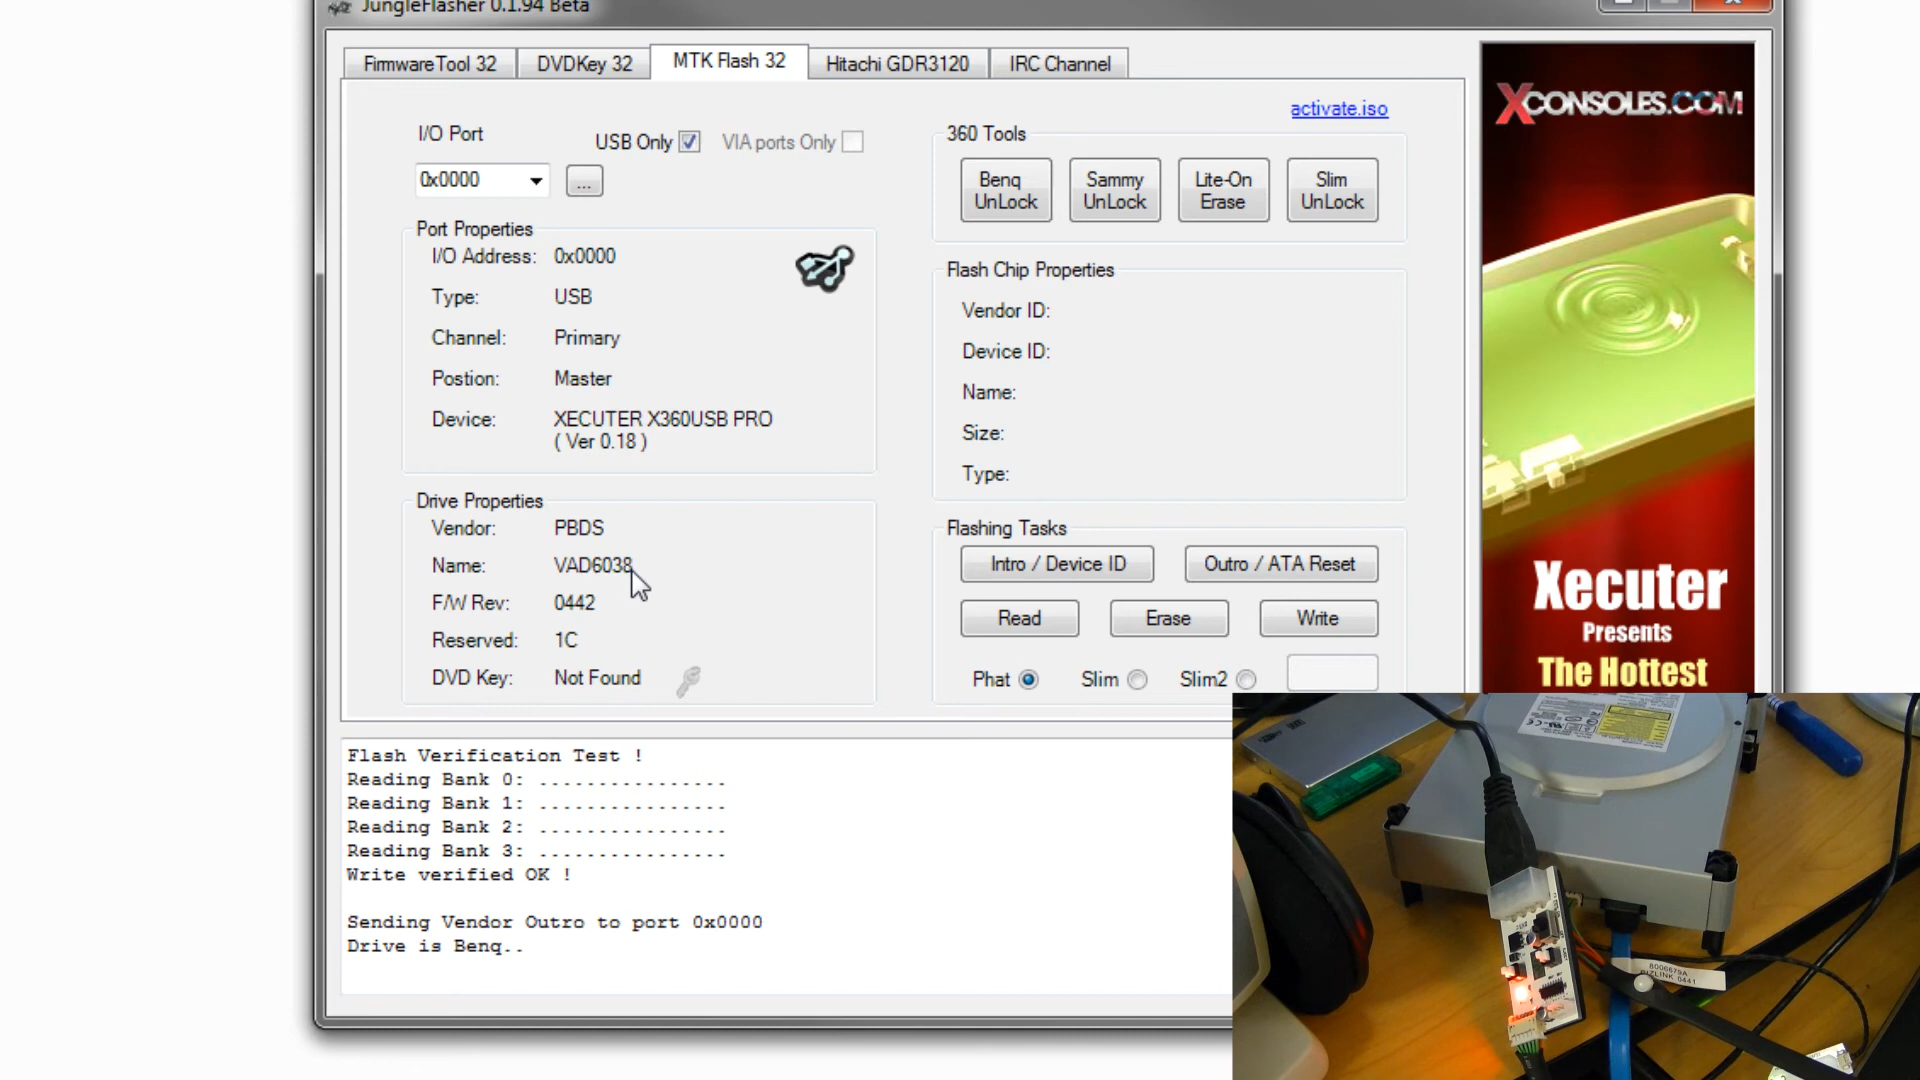 JungleFlasher 0.1.94 Beta
FirmwareTool 32
DVDKey 32
MTK Flash 32
Hitachi GDR3120
IRC Channel
activate.iso
I/O Port
USB Only
VIA ports Only
0x0000
...
Port Properties
I/O Address: 0x0000
Type: USB
Channel: Primary
Postion: Master
Device: XECUTER X360USB PRO
( Ver 0.18 )
Drive Properties
Vendor: PBDS
Name: VAD6038
F/W Rev: 0442
Reserved: 1C
DVD Key: Not Found
360 Tools
Benq UnLock
Sammy UnLock
Lite-On Erase
Slim UnLock
Flash Chip Properties
Vendor ID:
Device ID:
Name:
Size:
Type:
Flashing Tasks
Intro / Device ID
Outro / ATA Reset
Read
Erase
Write
Phat
Slim
Slim2
Flash Verification Test !
Reading Bank 0: ................
Reading Bank 1: ................
Reading Bank 2: ................
Reading Bank 3: ................
Write verified OK !
Sending Vendor Outro to port 0x0000
Drive is Benq..
XCONSOLES.COM
Xecuter
Presents
The Hottest
8006679A
BIZLINK 0441